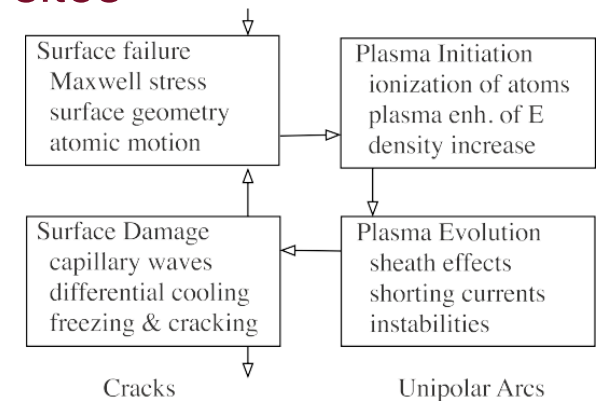 Surface failure
Maxwell stress
surface geometry
atomic motion
Plasma Initiation
ionization of atoms
plasma enh. of E
density increase
Surface Damage
capillary waves
differential cooling
freezing & cracking
Plasma Evolution
sheath effects
shorting currents
instabilities
Cracks
Unipolar Arcs